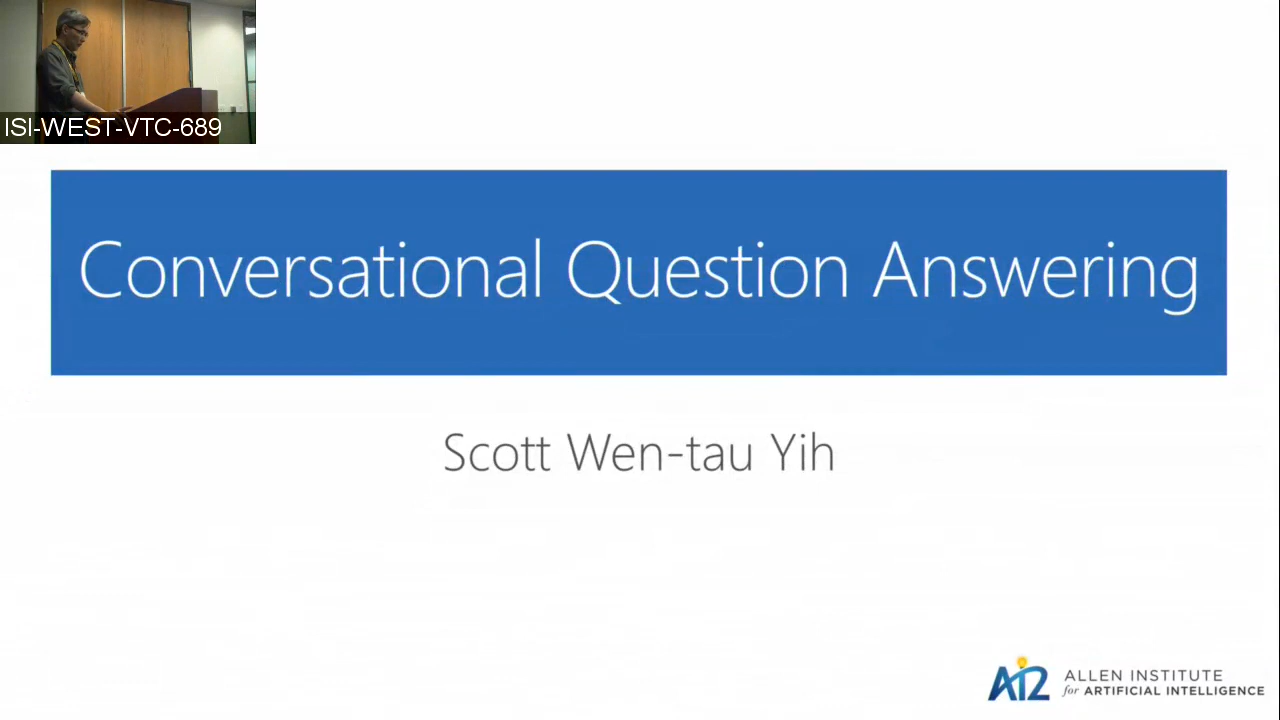 ISI-WEST-VTC-689
Conversational Question Answering
Scott Wen-tau Yih
AI2 ALLEN INSTITUTE
for ARTIFICIAL INTELLIGENCE